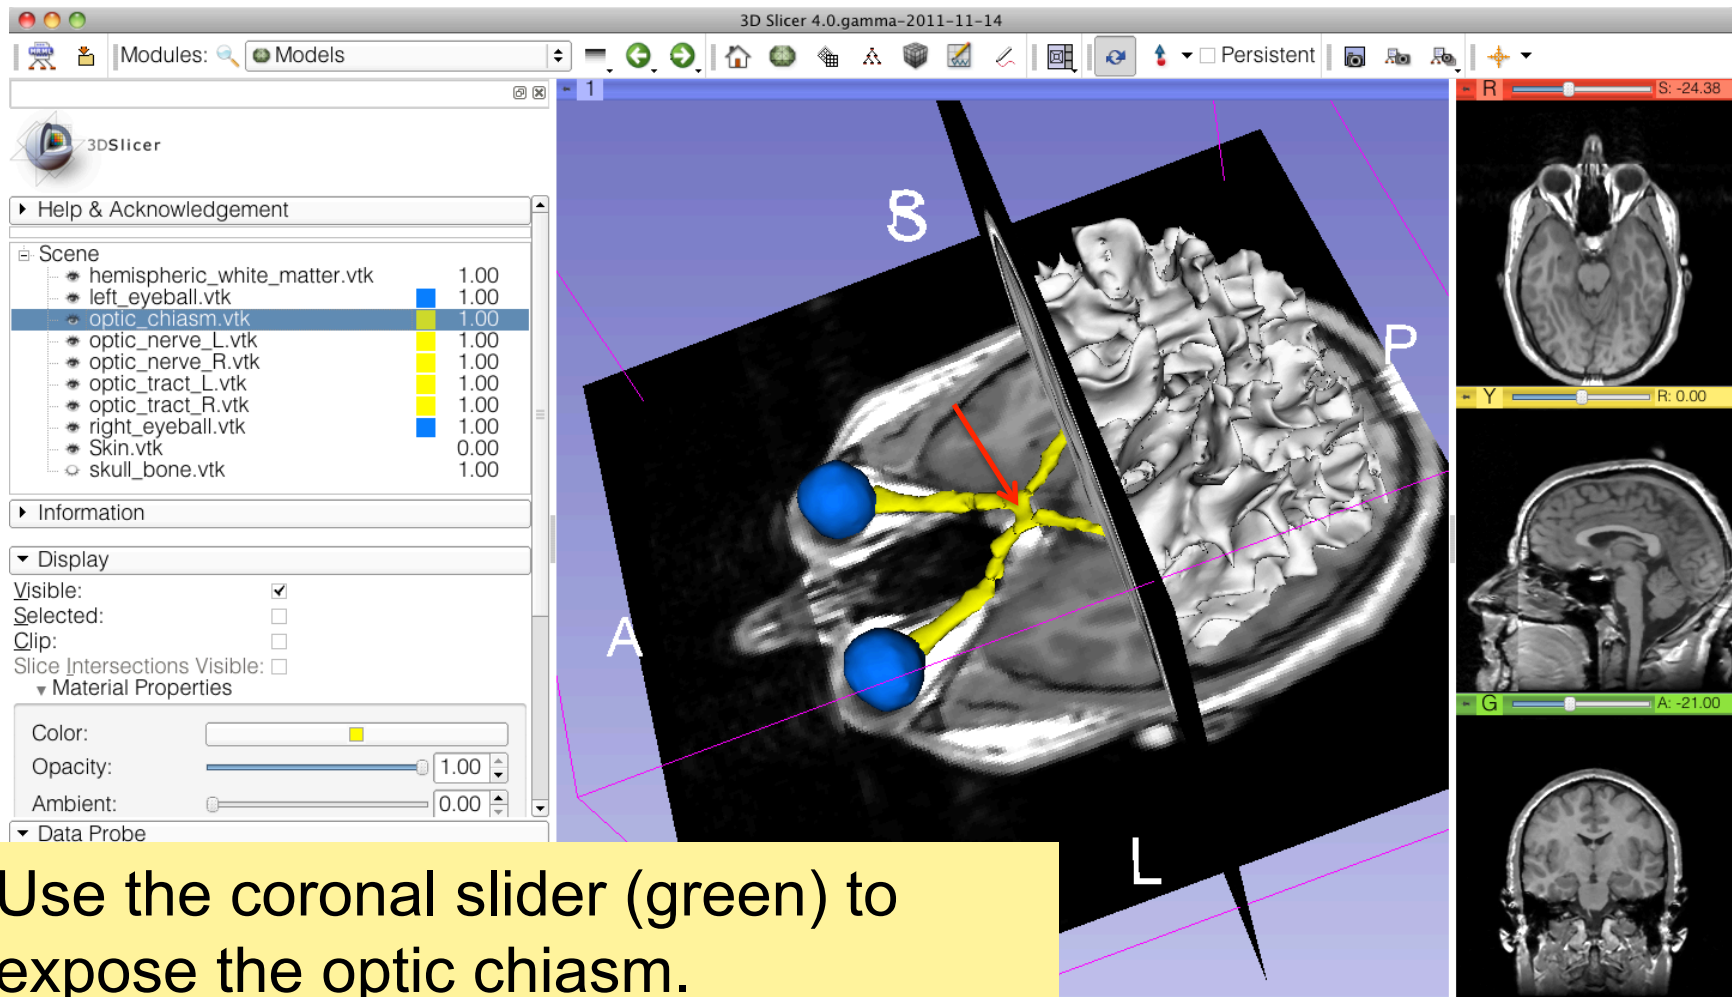 3D Slicer 4.0.gamma-2011-11-14
MRML Modules: Models Persistent
1
R S: -24.38
3DSlicer
Help & Acknowledgement
Scene
hemispheric_white_matter.vtk 1.00
left_eyeball.vtk 1.00
optic_chiasm.vtk 1.00
optic_nerve_L.vtk 1.00
optic_nerve_R.vtk 1.00
optic_tract_L.vtk 1.00
optic_tract_R.vtk 1.00
right_eyeball.vtk 1.00
Skin.vtk 0.00
skull_bone.vtk 1.00
Information
Display
Visible:
Selected:
Clip:
Slice Intersections Visible:
Material Properties
Color:
Opacity: 1.00
Ambient: 0.00
Data Probe
S
P
A
L
Y R: 0.00
G A: -21.00
Use the coronal slider (green) to
expose the optic chiasm.